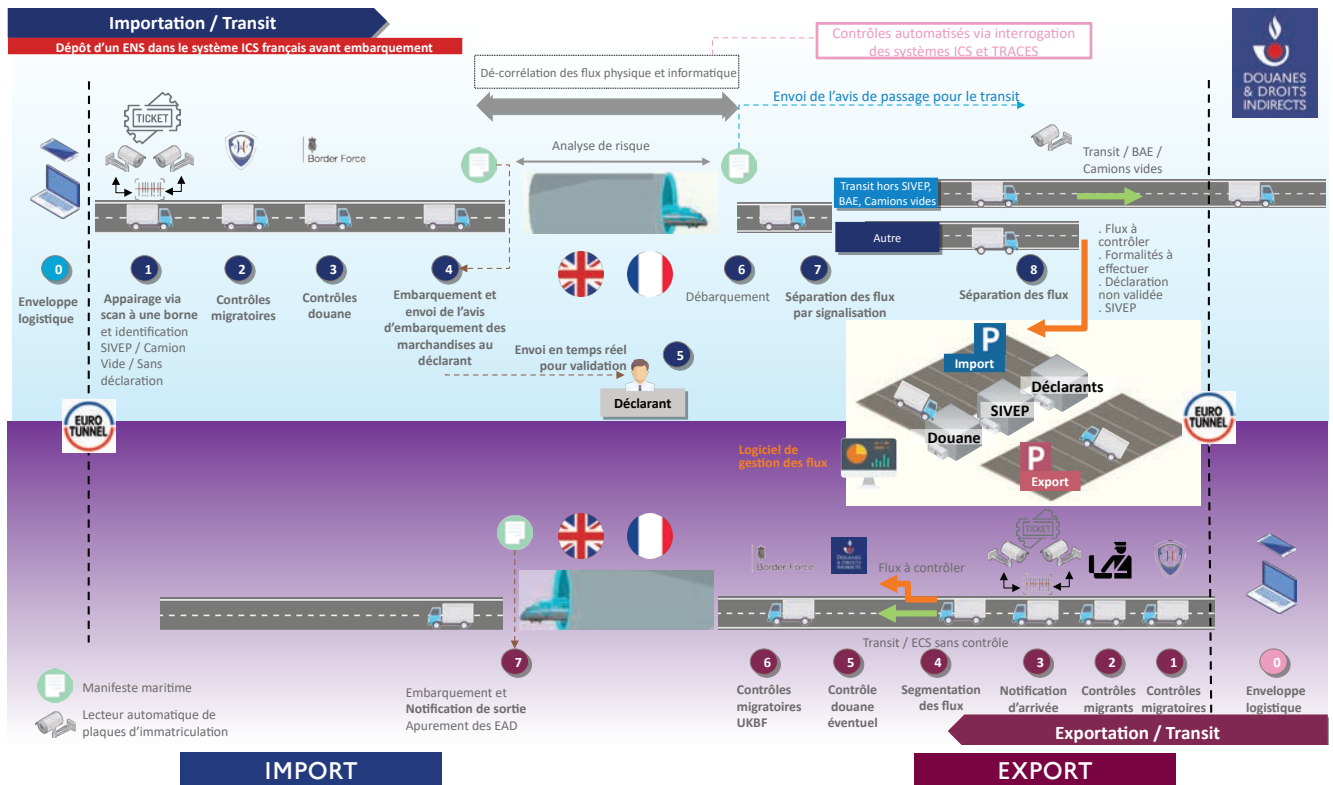 Importation / Transit
Dépôt d'un ENS dans le système ICS français avant embarquement
Contrôles automatisés via interrogation
des systèmes ICS et TRACES
DOUANES
& DROITS
INDIRECTS
Dé-corrélation des flux physique et informatique
Envoi de l'avis de passage pour le transit
TICKET
Border Force
Analyse de risque
Transit / BAE /
Camions vides
Transit hors SIVEP,
BAE, Camions vides
Autre
. Flux à
contrôler
. Formalités à
effectuer
. Déclaration
non validée
. SIVEP
0
Enveloppe
logistique
1
Appairage via
scan à une borne
et identification
SIVEP / Camion
Vide / Sans
déclaration
2
Contrôles
migratoires
3
Contrôles
douane
4
Embarquement et
envoi de l'avis
d'embarquement des
marchandises au
déclarant
Envoi en temps réel
pour validation
5
Déclarant
6
Débarquement
7
Séparation des flux
par signalisation
8
Séparation des flux
P
Import
Déclarants
SIVEP
Douane
P
Export
EURO
TUNNEL
EURO
TUNNEL
Logiciel de
gestion des flux
TICKET
Border Force
DOUANES
& DROITS
INDIRECTS
Flux à contrôler
Transit / ECS sans contrôle
7
Embarquement et
Notification de sortie
Apurement des EAD
6
Contrôles
migratoires
UKBF
5
Contrôle
douane
éventuel
4
Segmentation
des flux
3
Notification
d'arrivée
2
Contrôles
migrants
1
Contrôles
migratoires
0
Enveloppe
logistique
Manifeste maritime
Lecteur automatique de
plaques d'immatriculation
Exportation / Transit
IMPORT
EXPORT